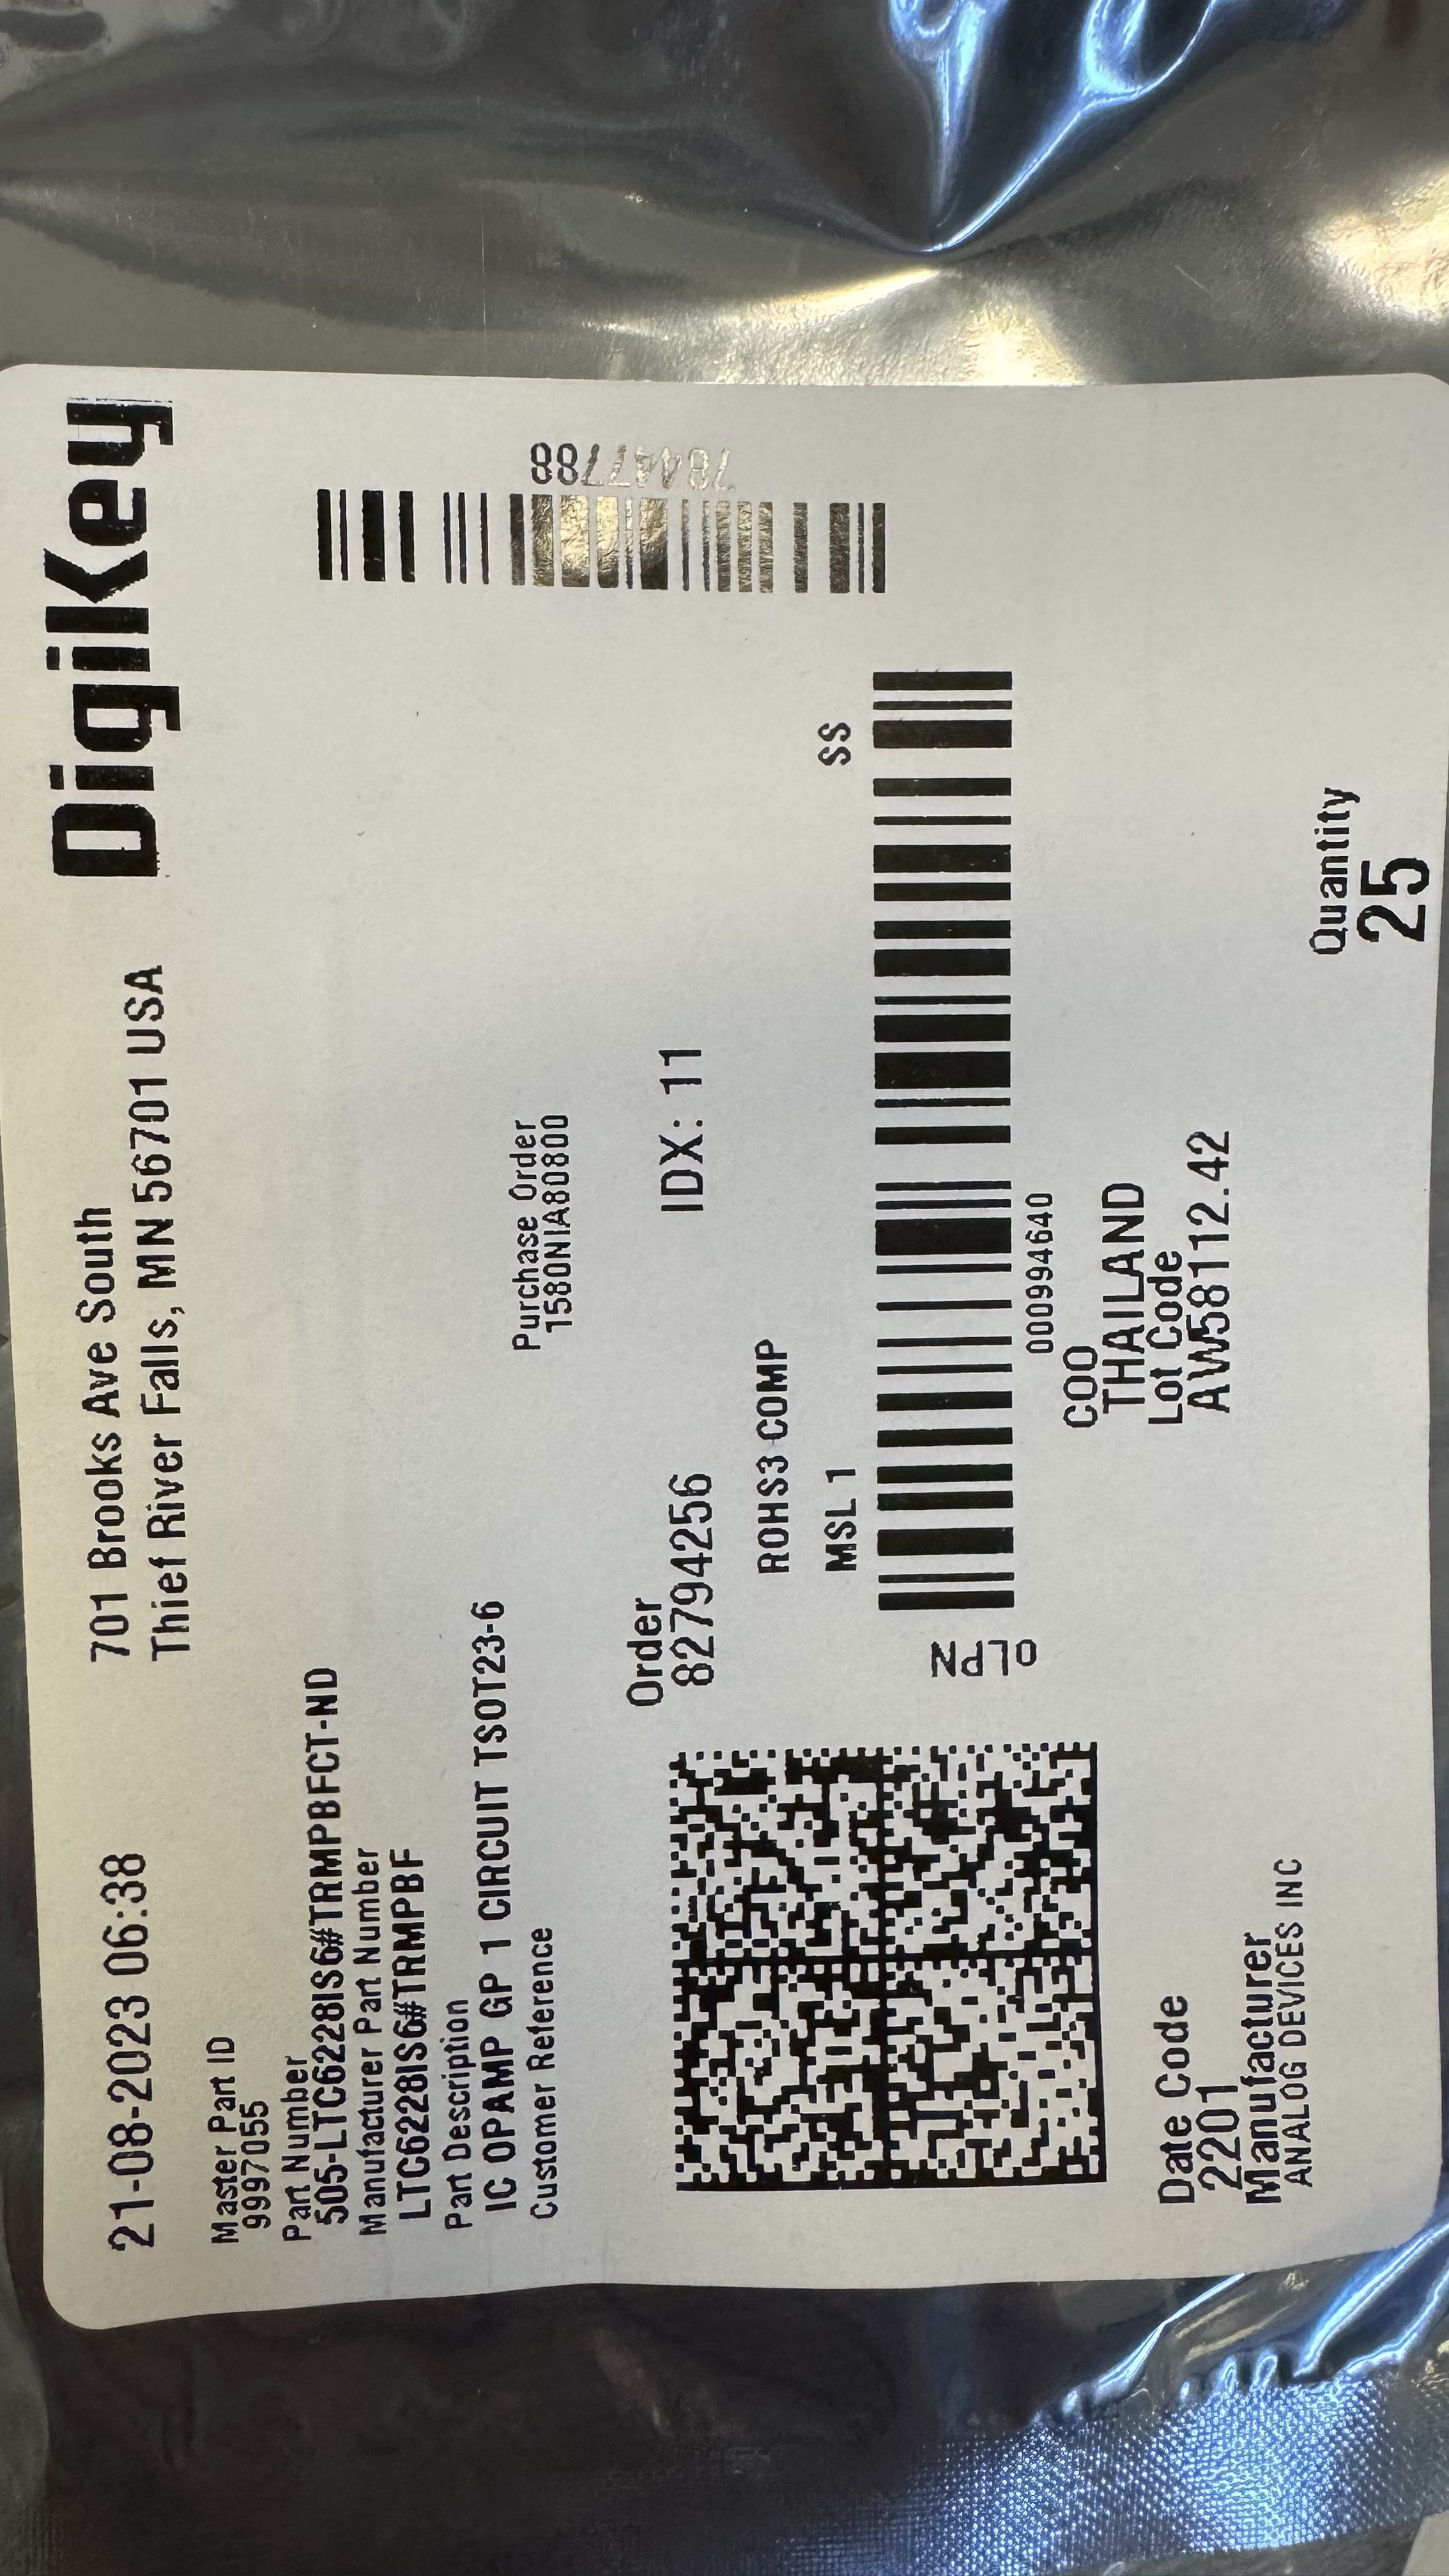 21-08-2023 06:38
701 Brooks Ave South
Thief River Falls, MN 56701 USA
DigiKey
Master Part ID
9997055
Part Number
505-LTC6228IS6#TRMPBFCT-ND
Manufacturer Part Number
LTC6228IS6#TRMPBF
Part Description
IC OPAMP GP 1 CIRCUIT TSOT23-6
Customer Reference
Purchase Order
1580NIA80800
78447788
Order
82794256
IDX: 11
ROHS3 COMP
MSL 1
SS
OLPN
000994640
COO
THAILAND
Lot Code
AW58112.42
Date Code
2201
Manufacturer
ANALOG DEVICES INC
Quantity
25